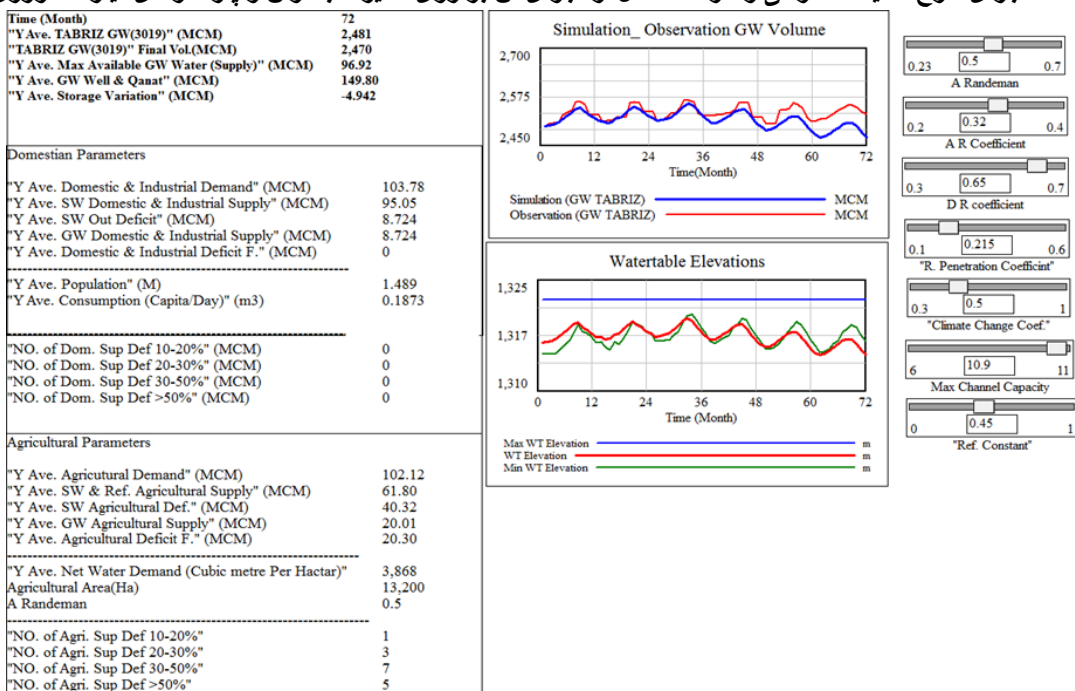 Time (Month) 72
"Y Ave. TABRIZ GW(3019)" (MCM) 2,481
"TABRIZ GW(3019)" Final Vol.(MCM) 2,470
"Y Ave. Max Available GW Water (Supply)" (MCM) 96.92
"Y Ave. GW Well & Qanat" (MCM) 149.80
"Y Ave. Storage Variation" (MCM) -4.942
Domestian Parameters
"Y Ave. Domestic & Industrial Demand" (MCM) 103.78
"Y Ave. SW Domestic & Industrial Supply" (MCM) 95.05
"Y Ave. SW Out Deficit" (MCM) 8.724
"Y Ave. GW Domestic & Industrial Supply" (MCM) 8.724
"Y Ave. Domestic & Industrial Deficit F." (MCM) 0
"Y Ave. Population" (M) 1.489
"Y Ave. Consumption (Capita/Day)" (m3) 0.1873
"NO. of Dom. Sup Def 10-20%" (MCM) 0
"NO. of Dom. Sup Def 20-30%" (MCM) 0
"NO. of Dom. Sup Def 30-50%" (MCM) 0
"NO. of Dom. Sup Def >50%" (MCM) 0
Agricultural Parameters
"Y Ave. Agricutural Demand" (MCM) 102.12
"Y Ave. SW & Ref. Agricultural Supply" (MCM) 61.80
"Y Ave. SW Agricultural Def." (MCM) 40.32
"Y Ave. GW Agricultural Supply" (MCM) 20.01
"Y Ave. Agricultural Deficit F." (MCM) 20.30
"Y Ave. Net Water Demand (Cubic metre Per Hactar)" 3,868
Agricultural Area(Ha) 13,200
A Randeman 0.5
"NO. of Agri. Sup Def 10-20%" 1
"NO. of Agri. Sup Def 20-30%" 3
"NO. of Agri. Sup Def 30-50%" 7
"NO. of Agri. Sup Def >50%" 5
Simulation_ Observation GW Volume
2,700
2,575
2,450
0 12 24 36 48 60 72
Time(Month)
Simulation (GW TABRIZ) MCM
Observation (GW TABRIZ) MCM
Watertable Elevations
1,325
1,317
1,310
0 12 24 36 48 60 72
Time (Month)
Max WT Elevation m
WT Elevation m
Min WT Elevation m
0.23 0.5 0.7
A Randeman
0.2 0.32 0.4
A R Coefficient
0.3 0.65 0.7
D R coefficient
0.1 0.215 0.6
"R. Penetration Coefficint"
0.3 0.5 1
"Climate Change Coef."
6 10.9 11
Max Channel Capacity
0 0.45 1
"Ref. Constant"